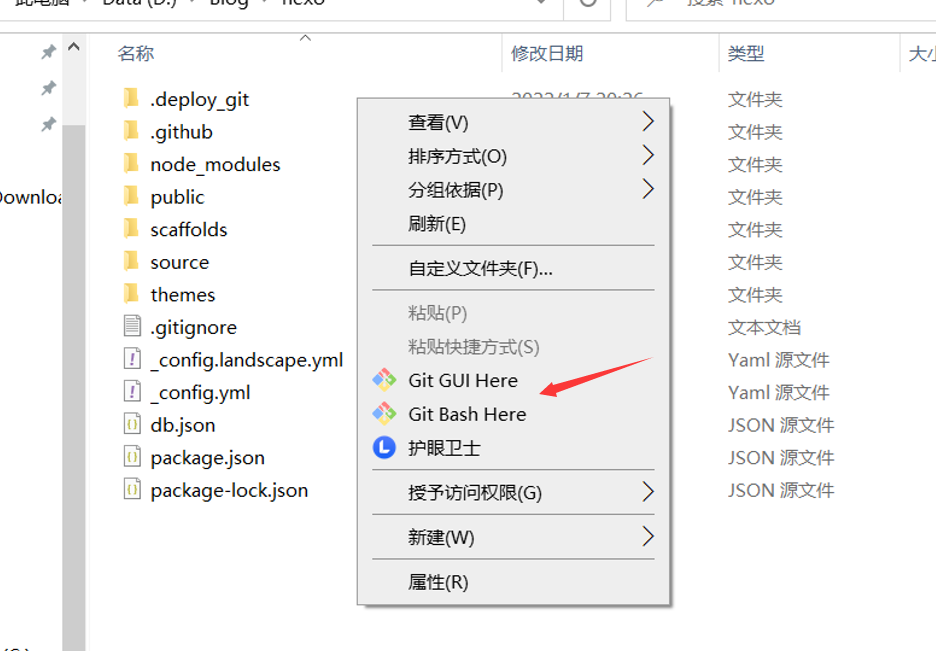 此电脑 Data (D:) Blog hexo
搜索 hexo
名称 修改日期 类型
.deploy_git 2022/1/7 20:26 文件夹
.github 文件夹
node_modules 文件夹
public 文件夹
scaffolds 文件夹
source 文件夹
themes 文件夹
.gitignore 文本文档
_config.landscape.yml Yaml 源文件
_config.yml Yaml 源文件
db.json JSON 源文件
package.json JSON 源文件
package-lock.json JSON 源文件
查看(V)
排序方式(O)
分组依据(P)
刷新(E)
自定义文件夹(F)...
粘贴(P)
粘贴快捷方式(S)
Git GUI Here
Git Bash Here
护眼卫士
授予访问权限(G)
新建(W)
属性(R)